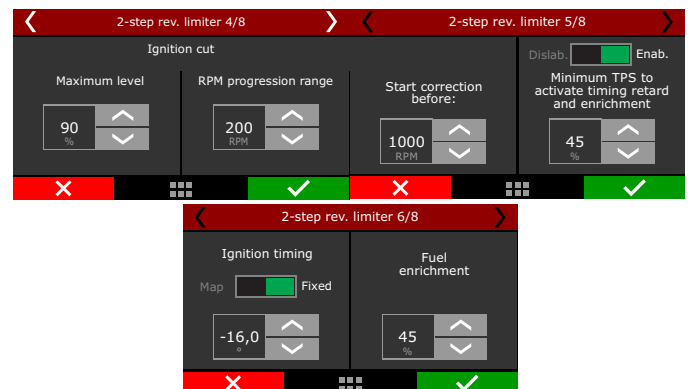 2-step rev. limiter 4/8
Ignition cut
Maximum level
90
%
RPM progression range
200
RPM
2-step rev. limiter 5/8
Start correction
before:
1000
RPM
Dislab.
Enab.
Minimum TPS to
activate timing retard
and enrichment
45
%
2-step rev. limiter 6/8
Ignition timing
Map
Fixed
-16,0
°
Fuel
enrichment
45
%